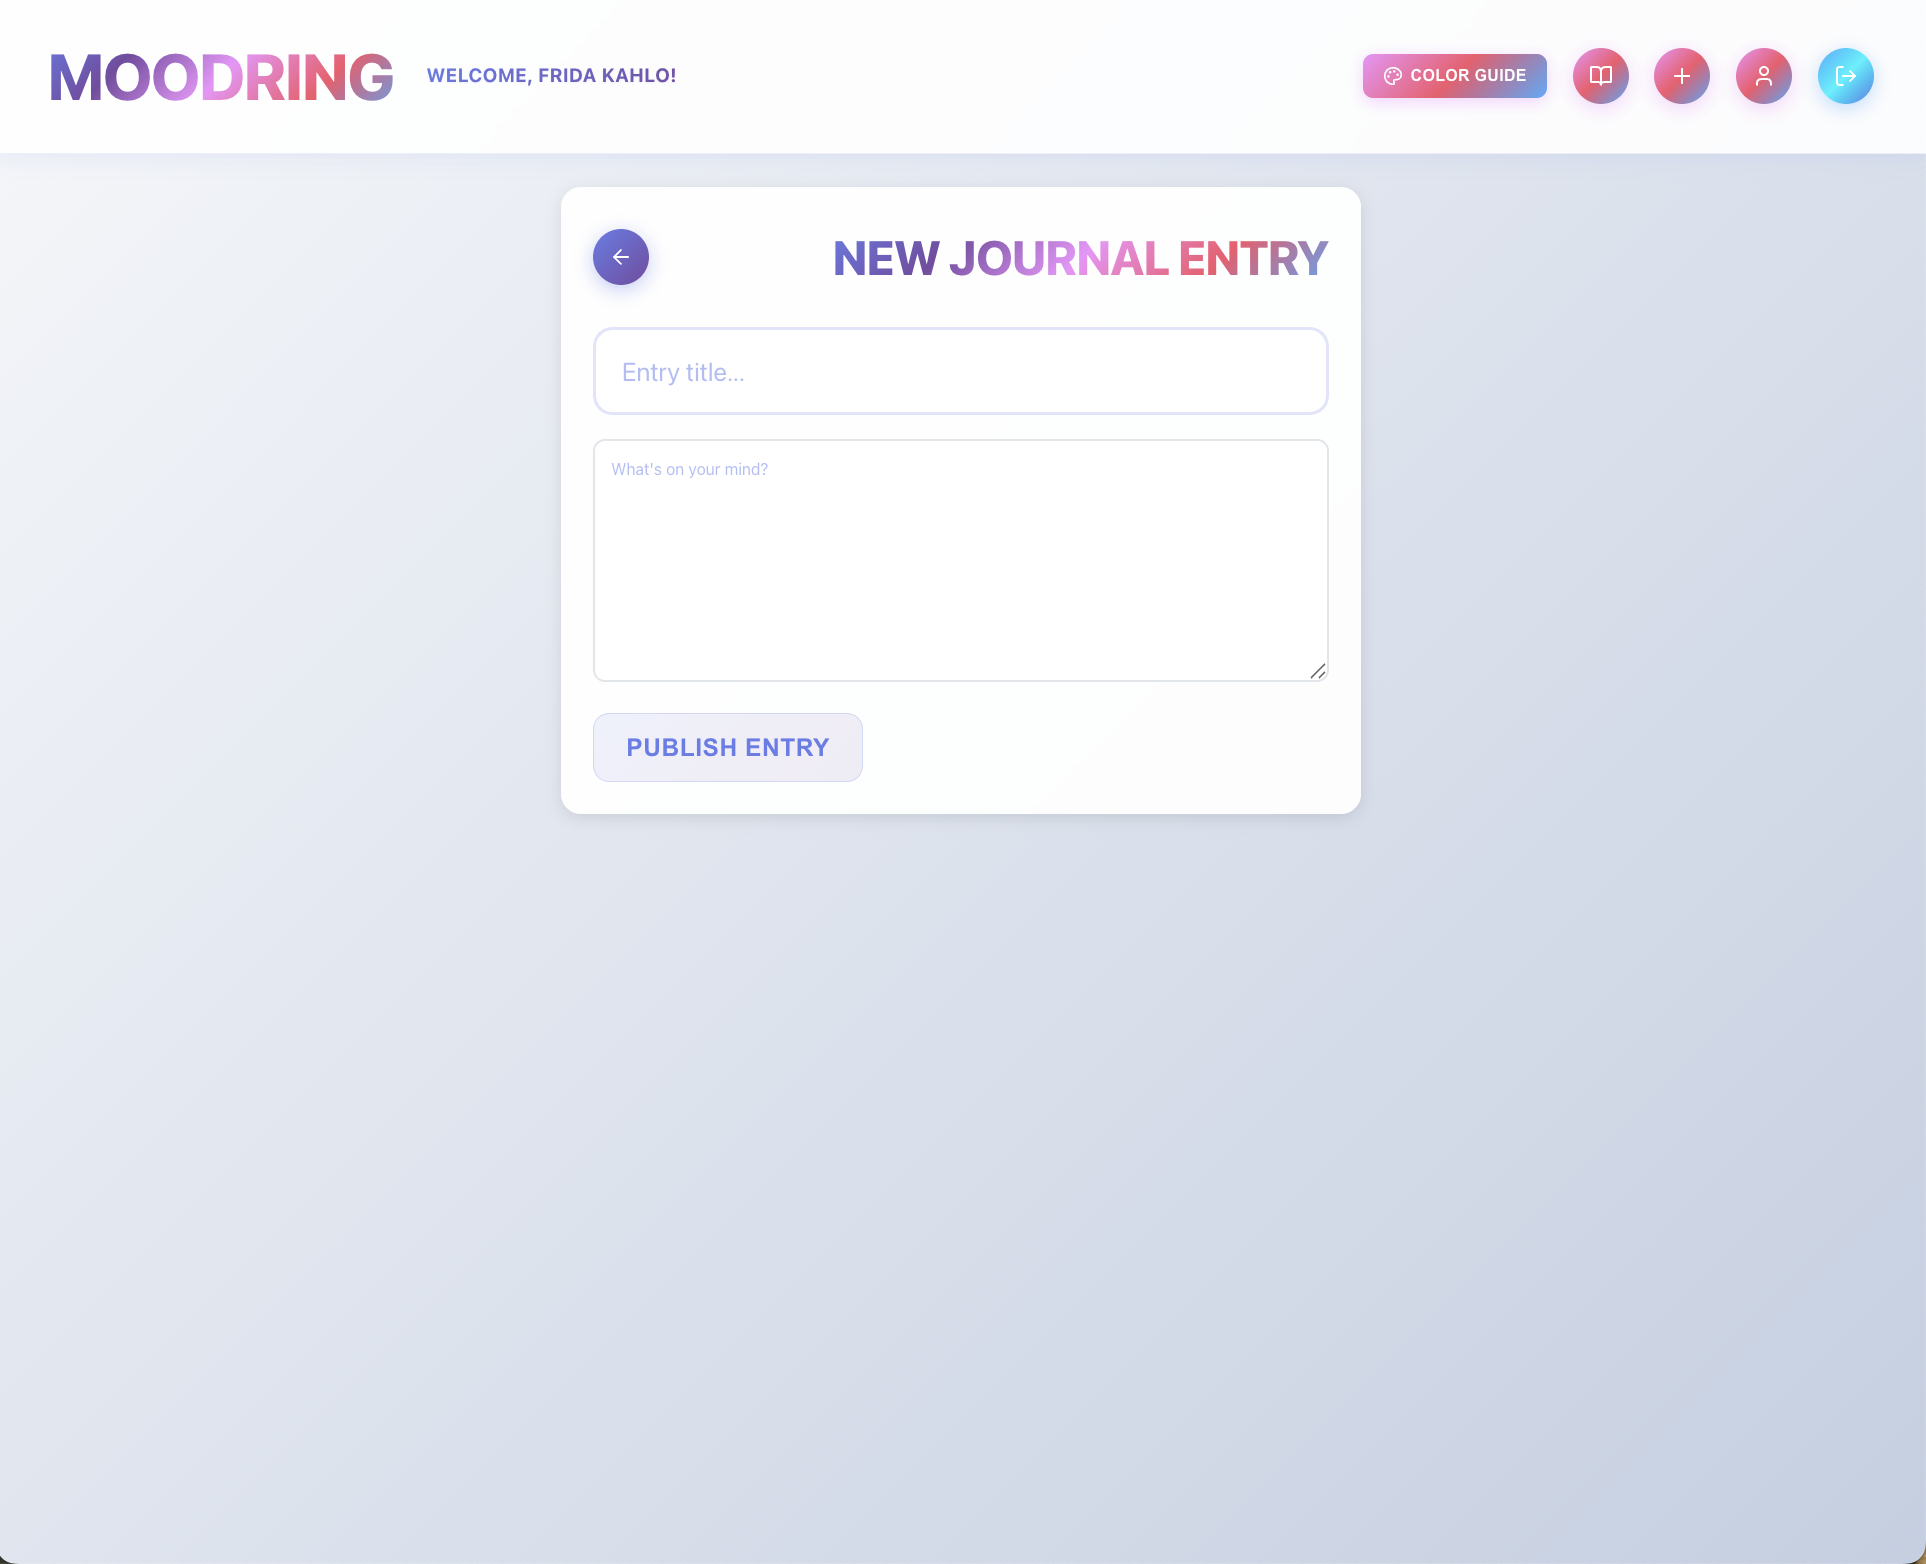 MOODRING
WELCOME, FRIDA KAHLO!
COLOR GUIDE
NEW JOURNAL ENTRY
Entry title...
What's on your mind?
PUBLISH ENTRY